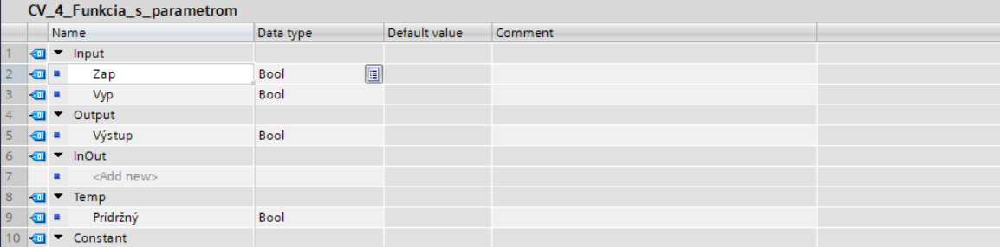 CV_4_Funkcia_s_parametrom
Name Data type Default value Comment
1 Input
2 Zap Bool
3 Vyp Bool
4 Output
5 Výstup Bool
6 InOut
7 <Add new>
8 Temp
9 Prídržný Bool
10 Constant